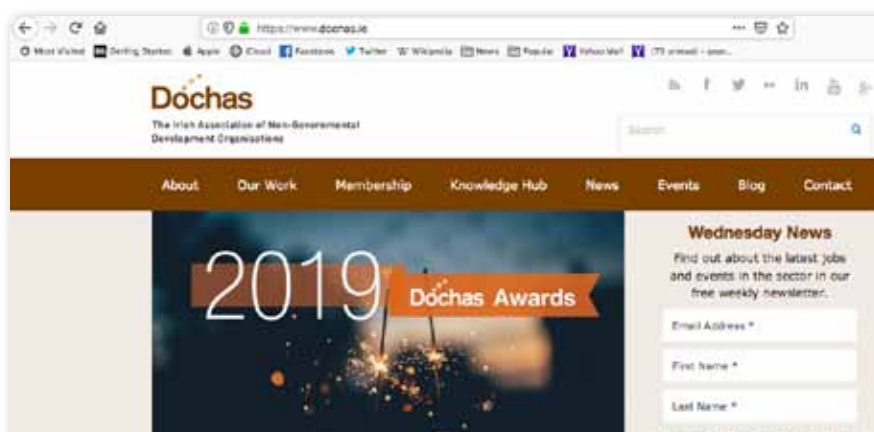 https://www.dochas.ie
Most Visited Getting Started Apple iCloud Facebook Twitter Wikipedia News Popular Yahoo Mail
Dóchas
The Irish Association of Non-Governmental
Development Organisations
Search
About Our Work Membership Knowledge Hub News Events Blog Contact
2019
Dóchas Awards
Wednesday News
Find out about the latest jobs
and events in the sector in our
free weekly newsletter.
Email Address *
First Name *
Last Name *